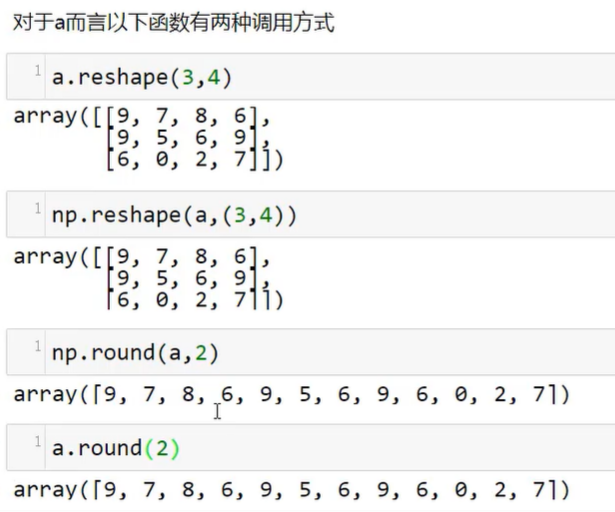 对于a而言以下函数有两种调用方式
1 a.reshape(3,4)
array([[9, 7, 8, 6],
[9, 5, 6, 9],
[6, 0, 2, 7]])
1 np.reshape(a,(3,4))
array([[9, 7, 8, 6],
[9, 5, 6, 9],
[6, 0, 2, 7]])
1 np.round(a,2)
array([9, 7, 8, 6, 9, 5, 6, 9, 6, 0, 2, 7])
1 a.round(2)
array([9, 7, 8, 6, 9, 5, 6, 9, 6, 0, 2, 7])